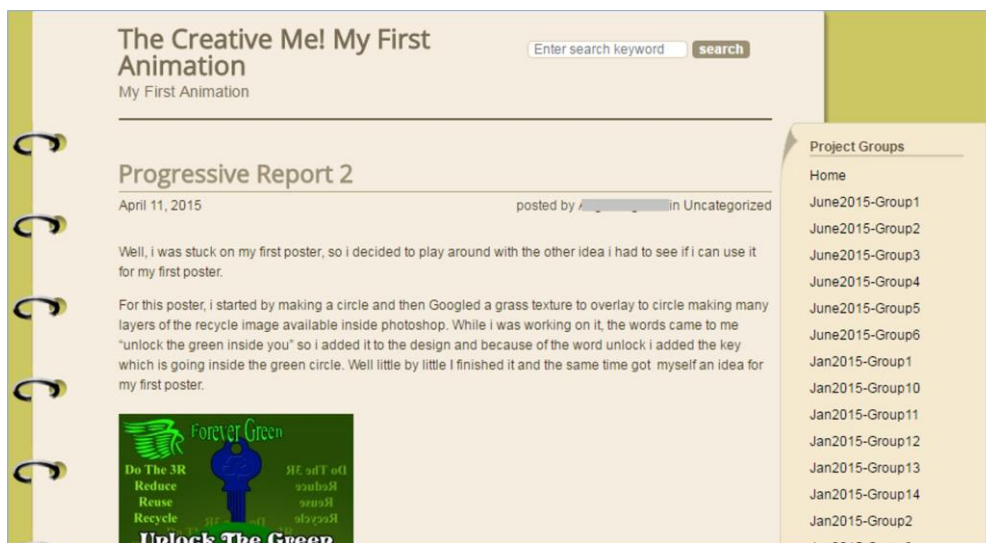 The Creative Me! My First
Animation
My First Animation
Enter search keyword
search
Progressive Report 2
April 11, 2015
posted by in Uncategorized
Well, i was stuck on my first poster, so i decided to play around with the other idea i had to see if i can use it
for my first poster.
For this poster, i started by making a circle and then Googled a grass texture to overlay to circle making many
layers of the recycle image available inside photoshop. While i was working on it, the words came to me
“unlock the green inside you” so i added it to the design and because of the word unlock i added the key
which is going inside the green circle. Well little by little I finished it and the same time got myself an idea for
my first poster.
Forever Green
Do The 3R
Reduce
Reuse
Recycle
Do The 3R
Reduce
Reuse
Recycle
Unlock The Green
Project Groups
Home
June2015-Group1
June2015-Group2
June2015-Group3
June2015-Group4
June2015-Group5
June2015-Group6
Jan2015-Group1
Jan2015-Group10
Jan2015-Group11
Jan2015-Group12
Jan2015-Group13
Jan2015-Group14
Jan2015-Group2